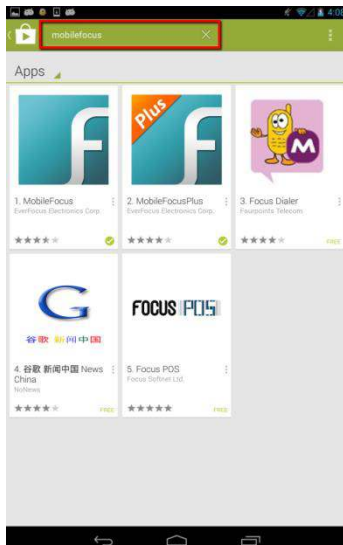 4:08
mobilefocus
Apps
Plus
1. MobileFocus
EverFocus Electronics Corp.
2. MobileFocusPlus
EverFocus Electronics Corp.
3. Focus Dialer
Fourpoints Telecom
FREE
谷歌 新闻中国
4. 谷歌 新闻中国 News
China
NoNews
FREE
FOCUS POS
5. Focus POS
Focus Softnet Ltd
FREE